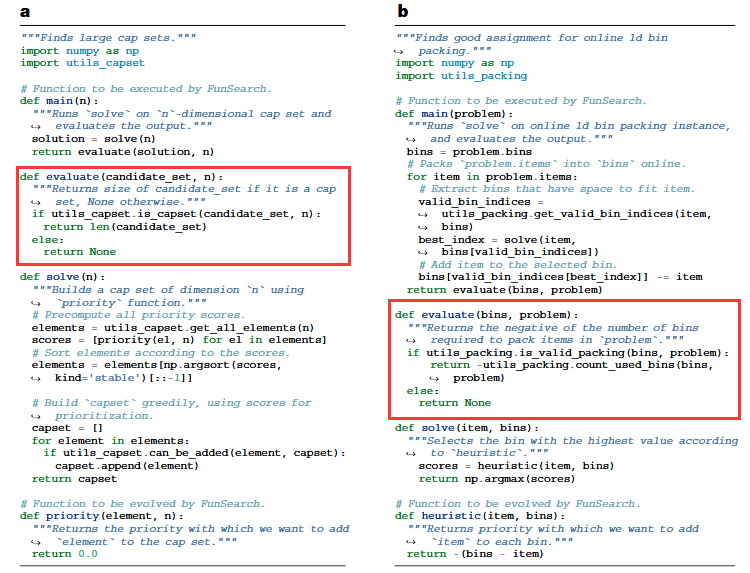 a
"""Finds large cap sets."""
import numpy as np
import utils_capset
# Function to be executed by FunSearch.
def main(n):
"""Runs `solve` on `n`-dimensional cap set and
↪ evaluates the output."""
solution = solve(n)
return evaluate(solution, n)
def evaluate(candidate_set, n):
"""Returns size of candidate_set if it is a cap
↪ set, None otherwise."""
if utils_capset.is_capset(candidate_set, n):
return len(candidate_set)
else:
return None
def solve(n):
"""Builds a cap set of dimension `n` using
↪ `priority` function."""
# Precompute all priority scores.
elements = utils_capset.get_all_elements(n)
scores = [priority(el, n) for el in elements]
# Sort elements according to the scores.
elements = elements[np.argsort(scores,
↪ kind='stable')[::-1]]
# Build `capset` greedily, using scores for
↪ prioritization.
capset = []
for element in elements:
if utils_capset.can_be_added(element, capset):
capset.append(element)
return capset
# Function to be evolved by FunSearch.
def priority(element, n):
"""Returns the priority with which we want to add
↪ `element` to the cap set."""
return 0.0
b
"""Finds good assignment for online 1d bin
↪ packing."""
import numpy as np
import utils_packing
# Function to be executed by FunSearch.
def main(problem):
"""Runs `solve` on online 1d bin packing instance,
↪ and evaluates the output."""
bins = problem.bins
# Packs `problem.items` into `bins` online.
for item in problem.items:
# Extract bins that have space to fit item.
valid_bin_indices =
↪ utils_packing.get_valid_bin_indices(item,
↪ bins)
best_index = solve(item,
↪ bins[valid_bin_indices])
# Add item to the selected bin.
bins[valid_bin_indices[best_index]] -= item
return evaluate(bins, problem)
def evaluate(bins, problem):
"""Returns the negative of the number of bins
↪ required to pack items in `problem`."""
if utils_packing.is_valid_packing(bins, problem):
return -utils_packing.count_used_bins(bins,
↪ problem)
else:
return None
def solve(item, bins):
"""Selects the bin with the highest value according
↪ to `heuristic`."""
scores = heuristic(item, bins)
return np.argmax(scores)
# Function to be evolved by FunSearch.
def heuristic(item, bins):
"""Returns priority with which we want to add
↪ `item` to each bin."""
return -(bins - item)